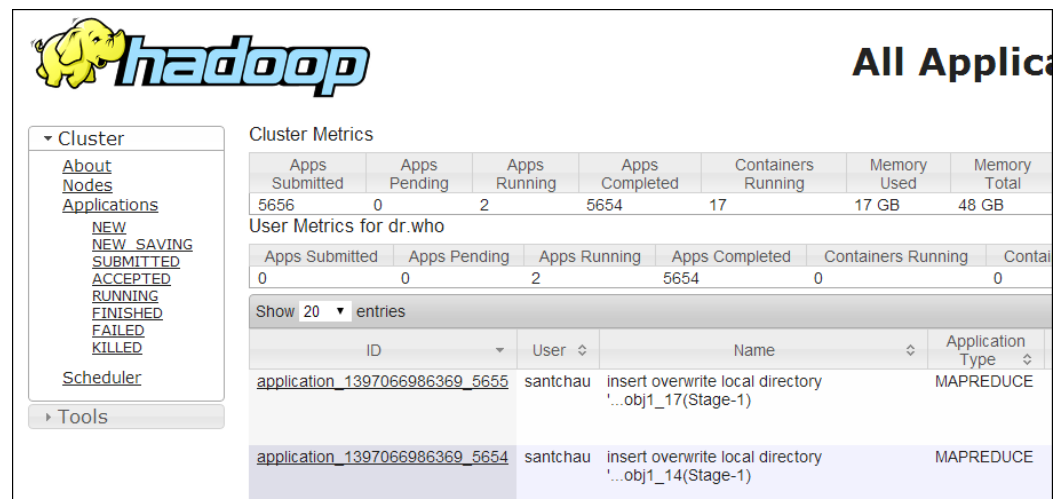 hadoop
All Applica
Cluster
About
Nodes
Applications
NEW
NEW_SAVING
SUBMITTED
ACCEPTED
RUNNING
FINISHED
FAILED
KILLED
Scheduler
Tools
Cluster Metrics
Apps Submitted Apps Pending Apps Running Apps Completed Containers Running Memory Used Memory Total
5656 0 2 5654 17 17 GB 48 GB
User Metrics for dr.who
Apps Submitted Apps Pending Apps Running Apps Completed Containers Running Contai
0 0 2 5654 0 0
Show 20 entries
ID User Name Application Type
application_1397066986369_5655 santchau insert overwrite local directory MAPREDUCE
'...obj1_17(Stage-1)
application_1397066986369_5654 santchau insert overwrite local directory MAPREDUCE
'...obj1_14(Stage-1)